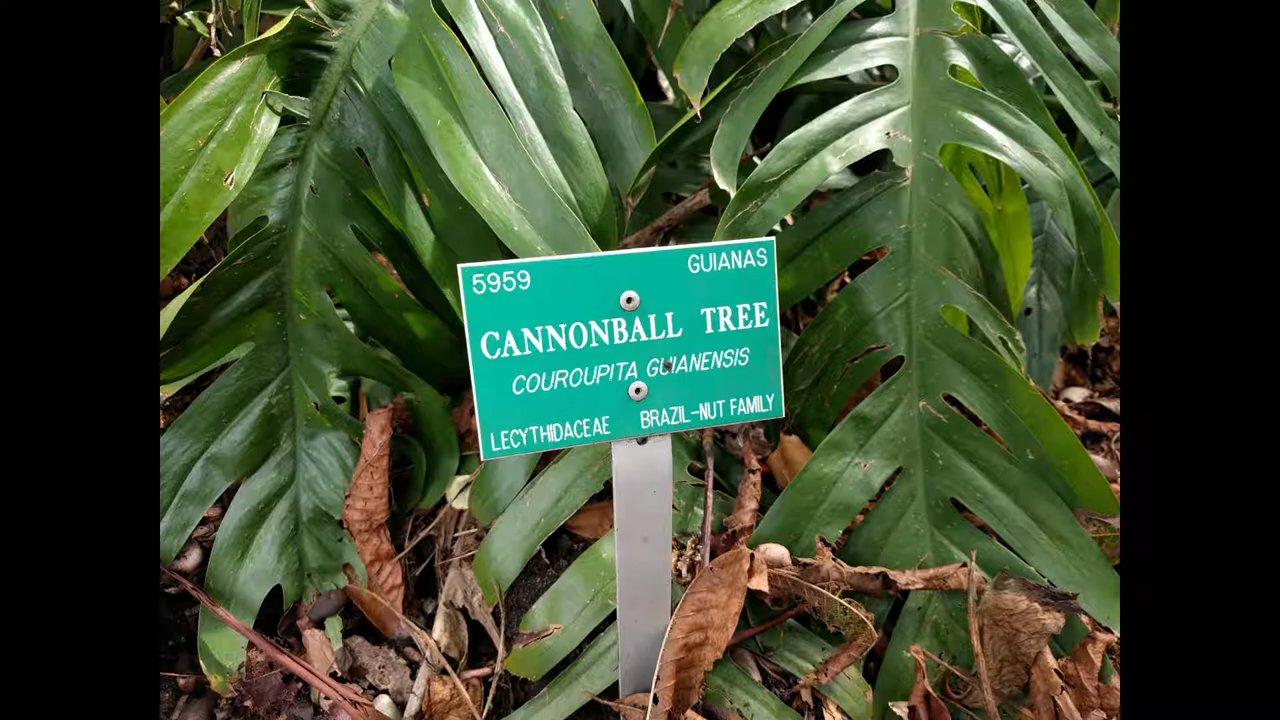 5959 GUIANAS
CANNONBALL TREE
COUROUPITA GUIANENSIS
LECYTHIDACEAE BRAZIL-NUT FAMILY